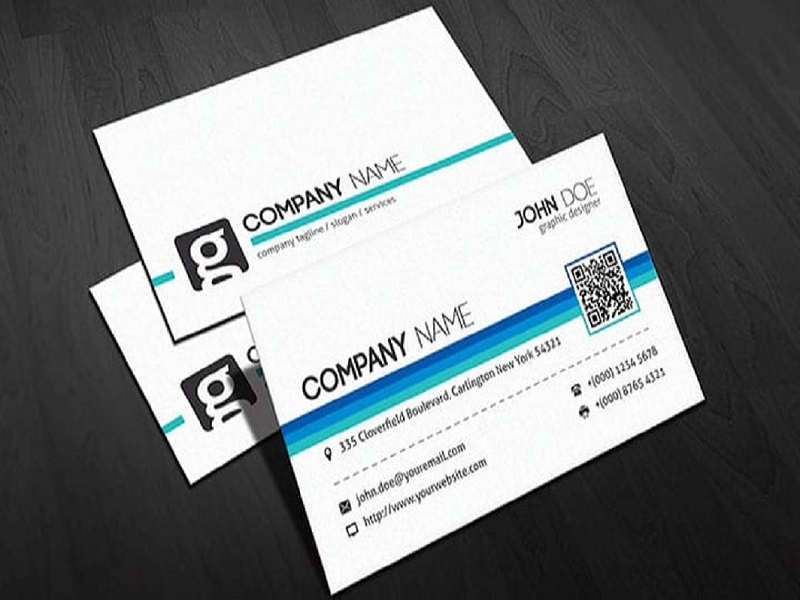 COMPANY NAME
company tagline / slogan / services
g
g
C
JOHN DOE
graphic designer
COMPANY NAME
335 Cloverfield Boulevard, Carlington New York 54321
+(000) 1234 5678
+(000) 8765 4321
john.doe@youremail.com
http://www.yourwebsite.com